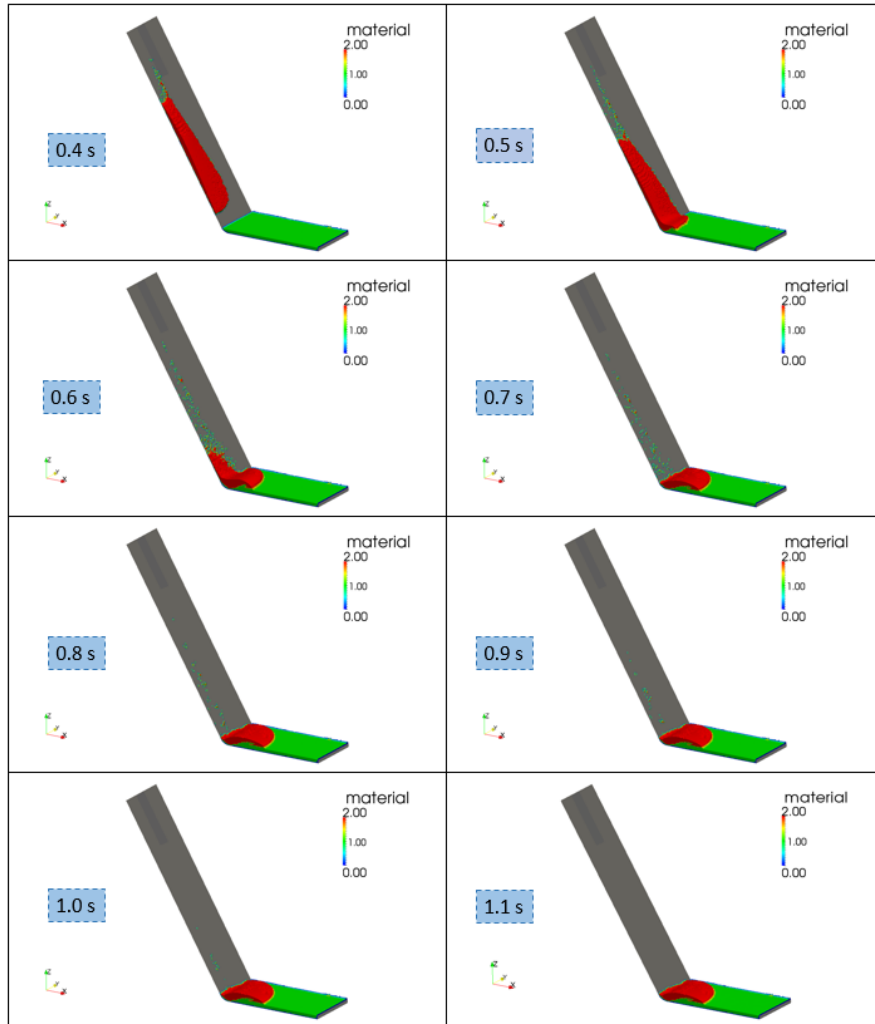 material
2.00
1.00
0.00
0.4 s
Z
Y
X
material
2.00
1.00
0.00
0.5 s
Z
Y
X
material
2.00
1.00
0.00
0.6 s
Z
Y
X
material
2.00
1.00
0.00
0.7 s
Z
Y
X
material
2.00
1.00
0.00
0.8 s
Z
Y
X
material
2.00
1.00
0.00
0.9 s
Z
Y
X
material
2.00
1.00
0.00
1.0 s
Z
Y
X
material
2.00
1.00
0.00
1.1 s
Z
Y
X